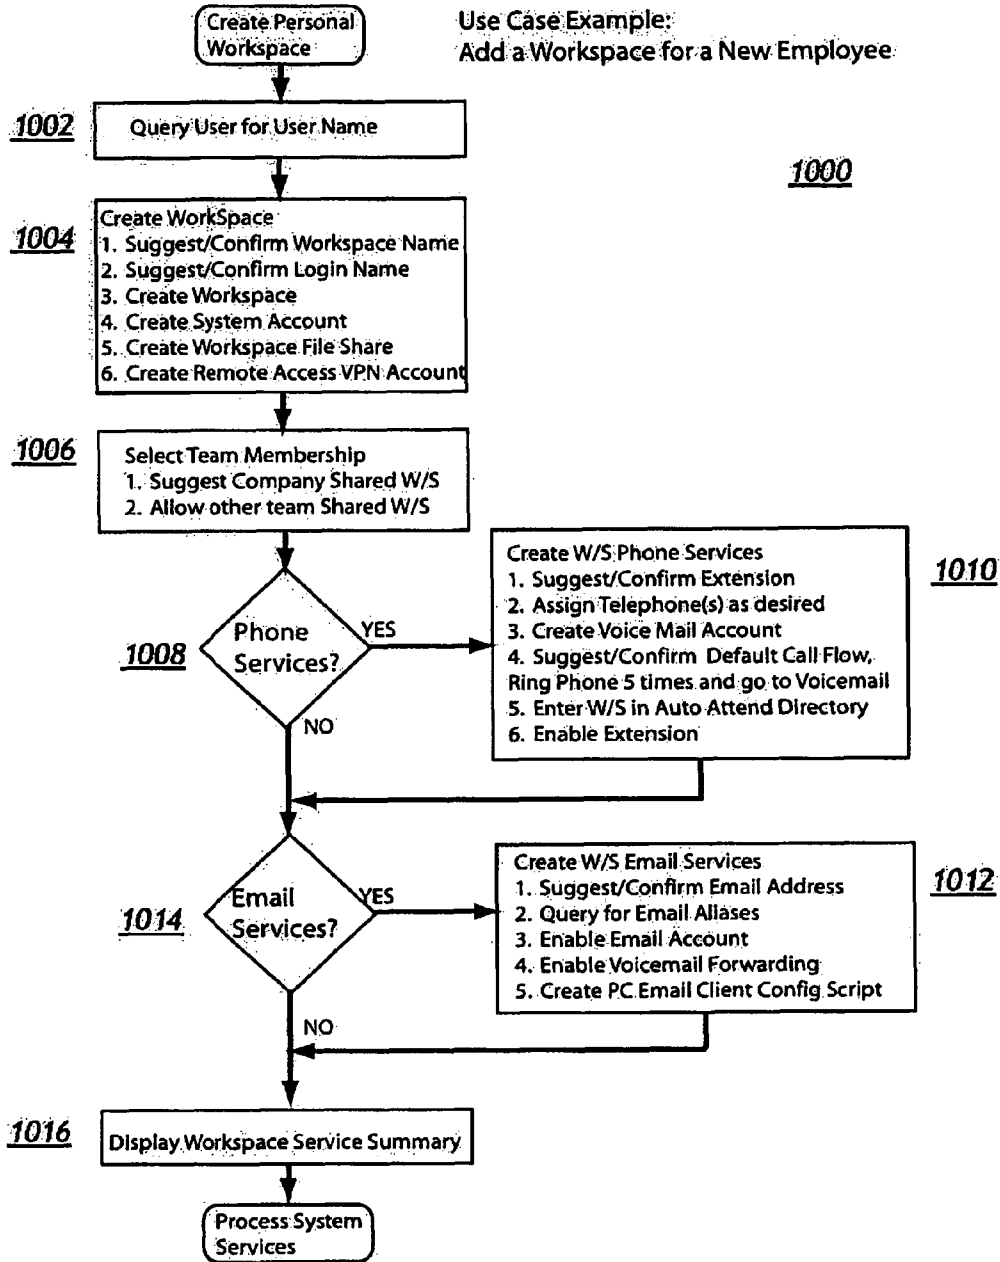 Create Personal
Workspace
Use Case Example:
Add a Workspace for a New Employee
1002
Query User for User Name
1000
1004
Create WorkSpace
1. Suggest/Confirm Workspace Name
2. Suggest/Confirm Login Name
3. Create Workspace
4. Create System Account
5. Create Workspace File Share
6. Create Remote Access VPN Account
1006
Select Team Membership
1. Suggest Company Shared W/S
2. Allow other team Shared W/S
1008
Phone
Services?
YES
NO
Create W/S Phone Services
1. Suggest/Confirm Extension
2. Assign Telephone(s) as desired
3. Create Voice Mail Account
4. Suggest/Confirm Default Call Flow,
Ring Phone 5 times and go to Voicemail
5. Enter W/S in Auto Attend Directory
6. Enable Extension
1010
1014
Email
Services?
YES
NO
Create W/S Email Services
1. Suggest/Confirm Email Address
2. Query for Email Aliases
3. Enable Email Account
4. Enable Voicemail Forwarding
5. Create PC Email Client Config Script
1012
1016
Display Workspace Service Summary
Process System
Services